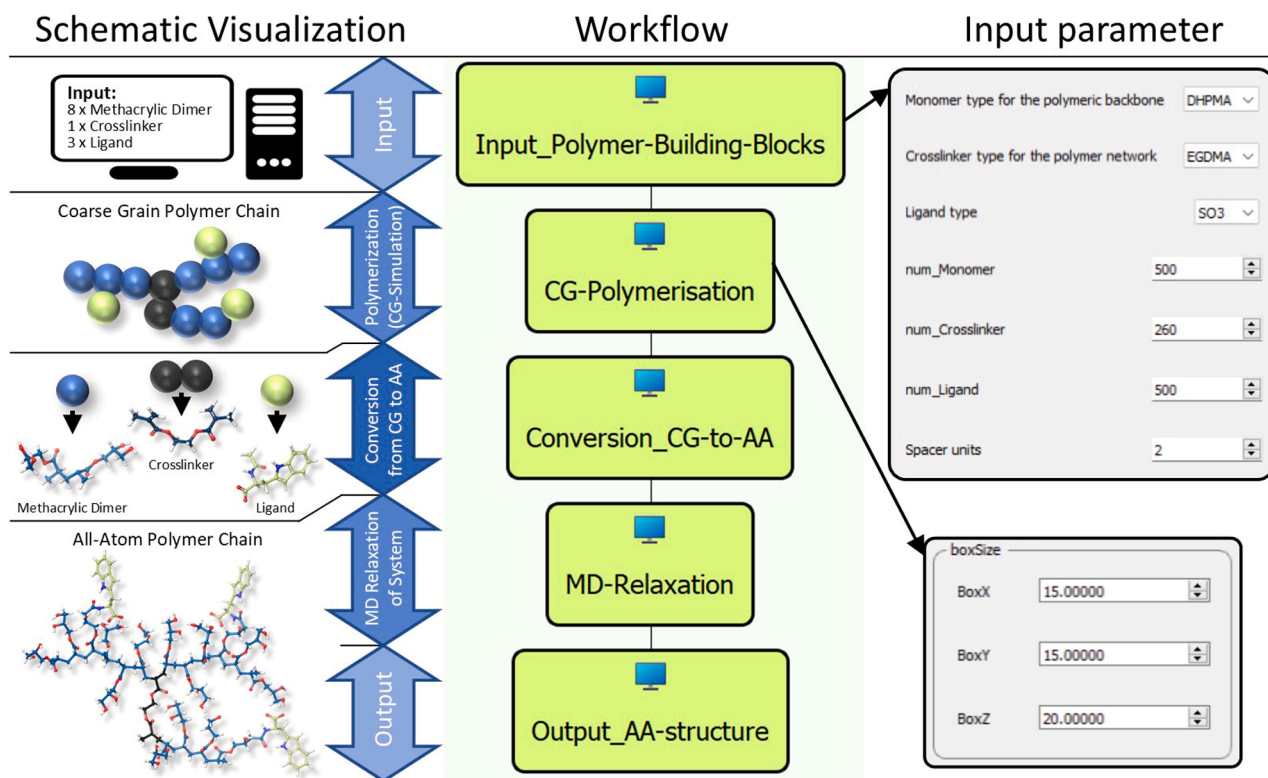 Schematic Visualization
Workflow
Input parameter
Input:
8 x Methacrylic Dimer
1 x Crosslinker
3 x Ligand
Input
Input_Polymer-Building-Blocks
Monomer type for the polymeric backbone
DHPMA
Crosslinker type for the polymer network
EGDMA
Ligand type
SO3
num_Monomer
500
num_Crosslinker
260
num_Ligand
500
Spacer units
2
Coarse Grain Polymer Chain
Polymerization
(CG-Simulation)
CG-Polymerisation
Crosslinker
Methacrylic Dimer
Ligand
Conversion
from CG to AA
Conversion_CG-to-AA
All-Atom Polymer Chain
MD Relaxation
of System
MD-Relaxation
boxSize
BoxX
15.00000
BoxY
15.00000
BoxZ
20.00000
Output
Output_AA-structure